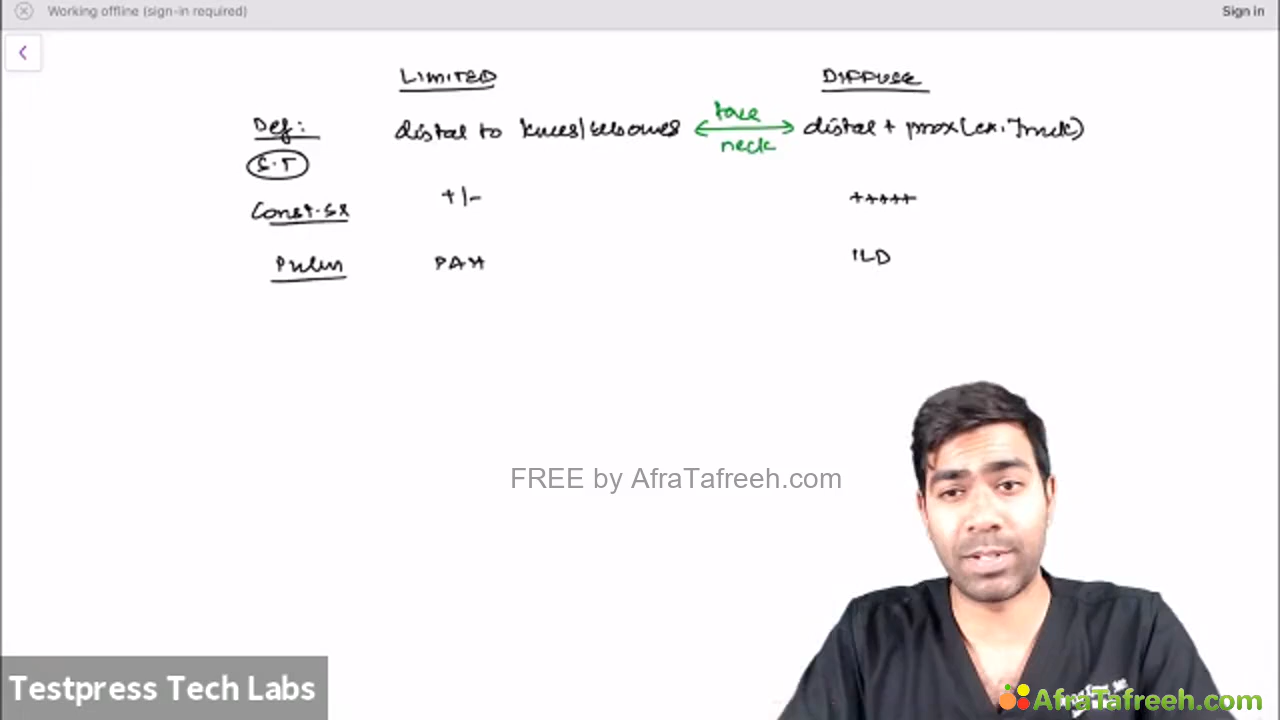 Working offline (sign-in required)
Sign in
LIMITED DIFFUSE
face
Def: distal to knees/elbows distal + prox (ex. Trunk)
neck
S.T
Const. Sx +/- +++++
Pulm PAH ILD
FREE by AfraTafreeh.com
Testpress Tech Labs
AfraTafreeh.com